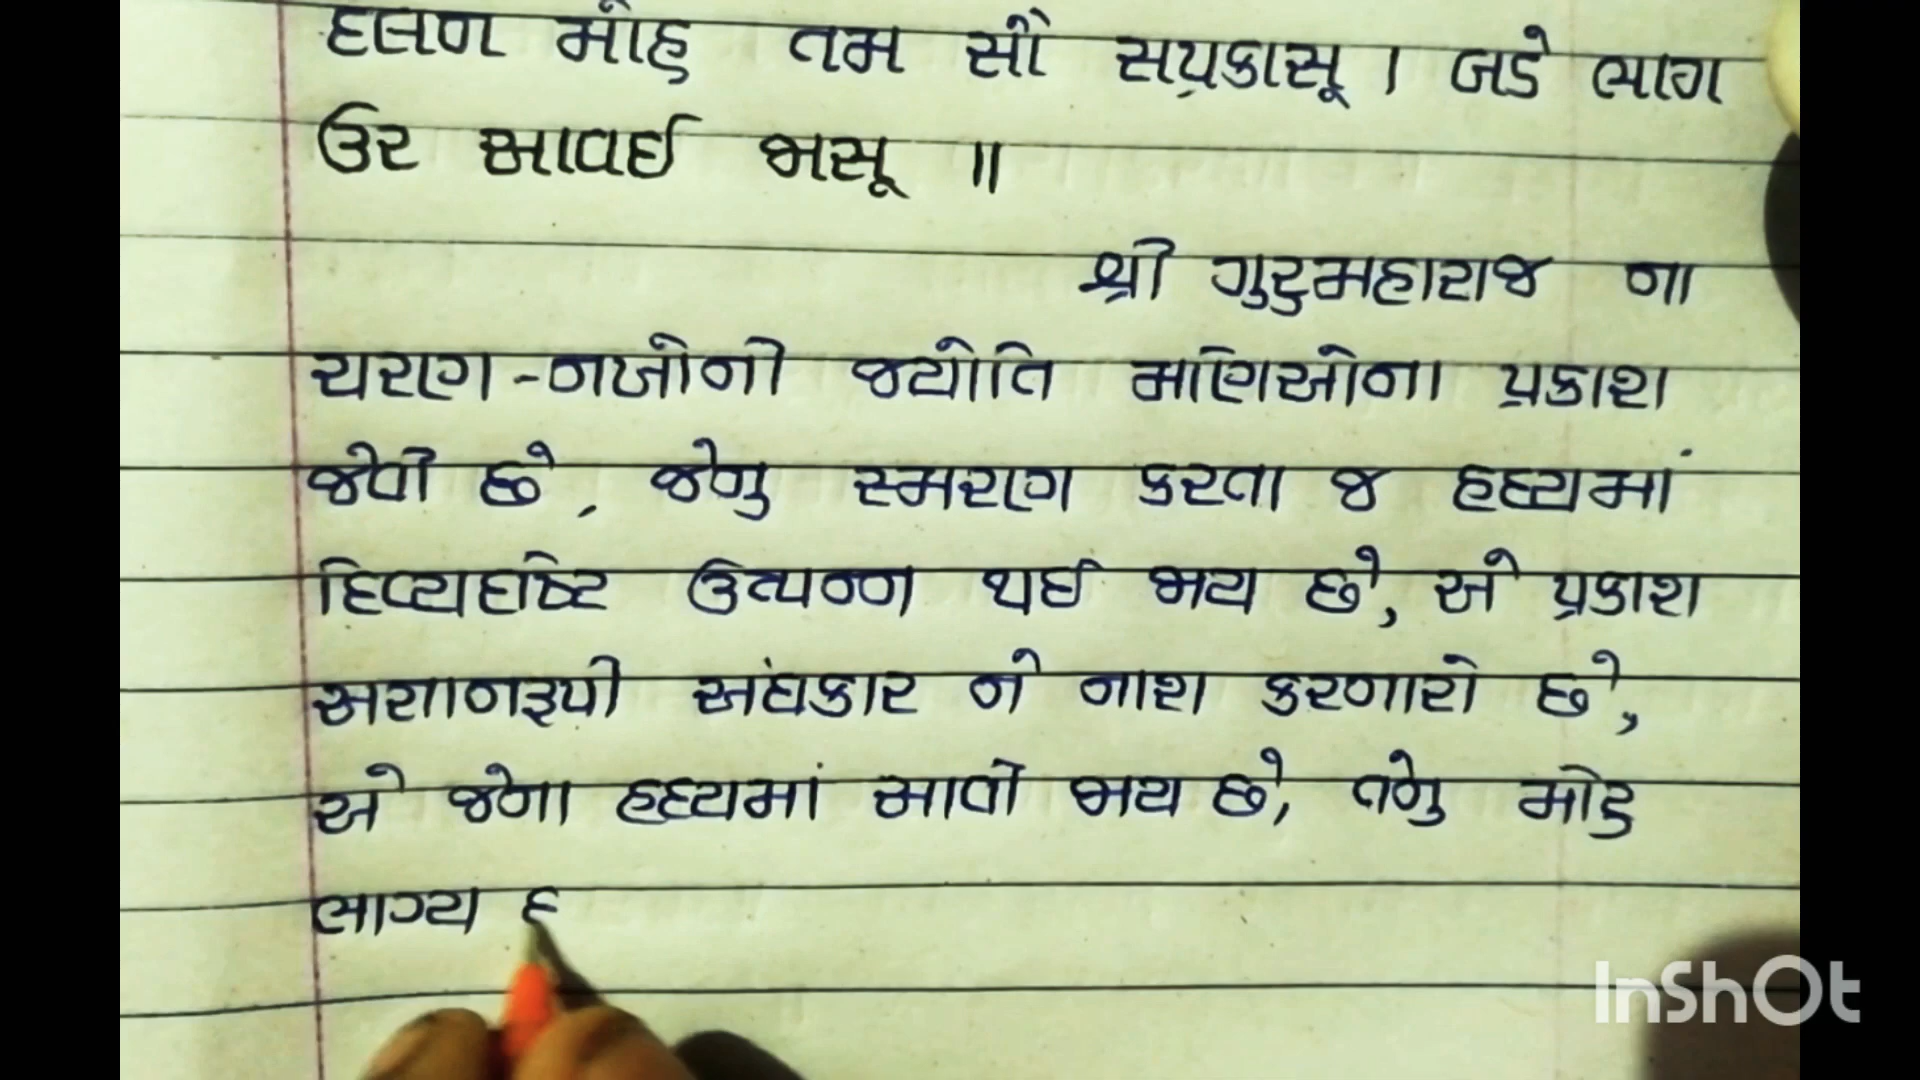 દલણ મોહ તમ સૌ સપ્રકાસૂ । બડે ભાગ
ઉર આવઈ જાસૂ ॥
શ્રી ગુરુમહારાજ ના
ચરણ-નખોની જ્યોતિ મણિઓના પ્રકાશ
જેવી છે, જેનુ સ્મરણ કરતા જ હૃદયમાં
દિવ્યદૃષ્ટિ ઉત્પન્ન થઈ જાય છે, એ પ્રકાશ
અજ્ઞાનરૂપી અંધકાર ને નાશ કરનારો છે,
એ જેના હૃદયમાં આવી જાય છે, તેનુ મોટુ
ભાગ્ય
InShOt